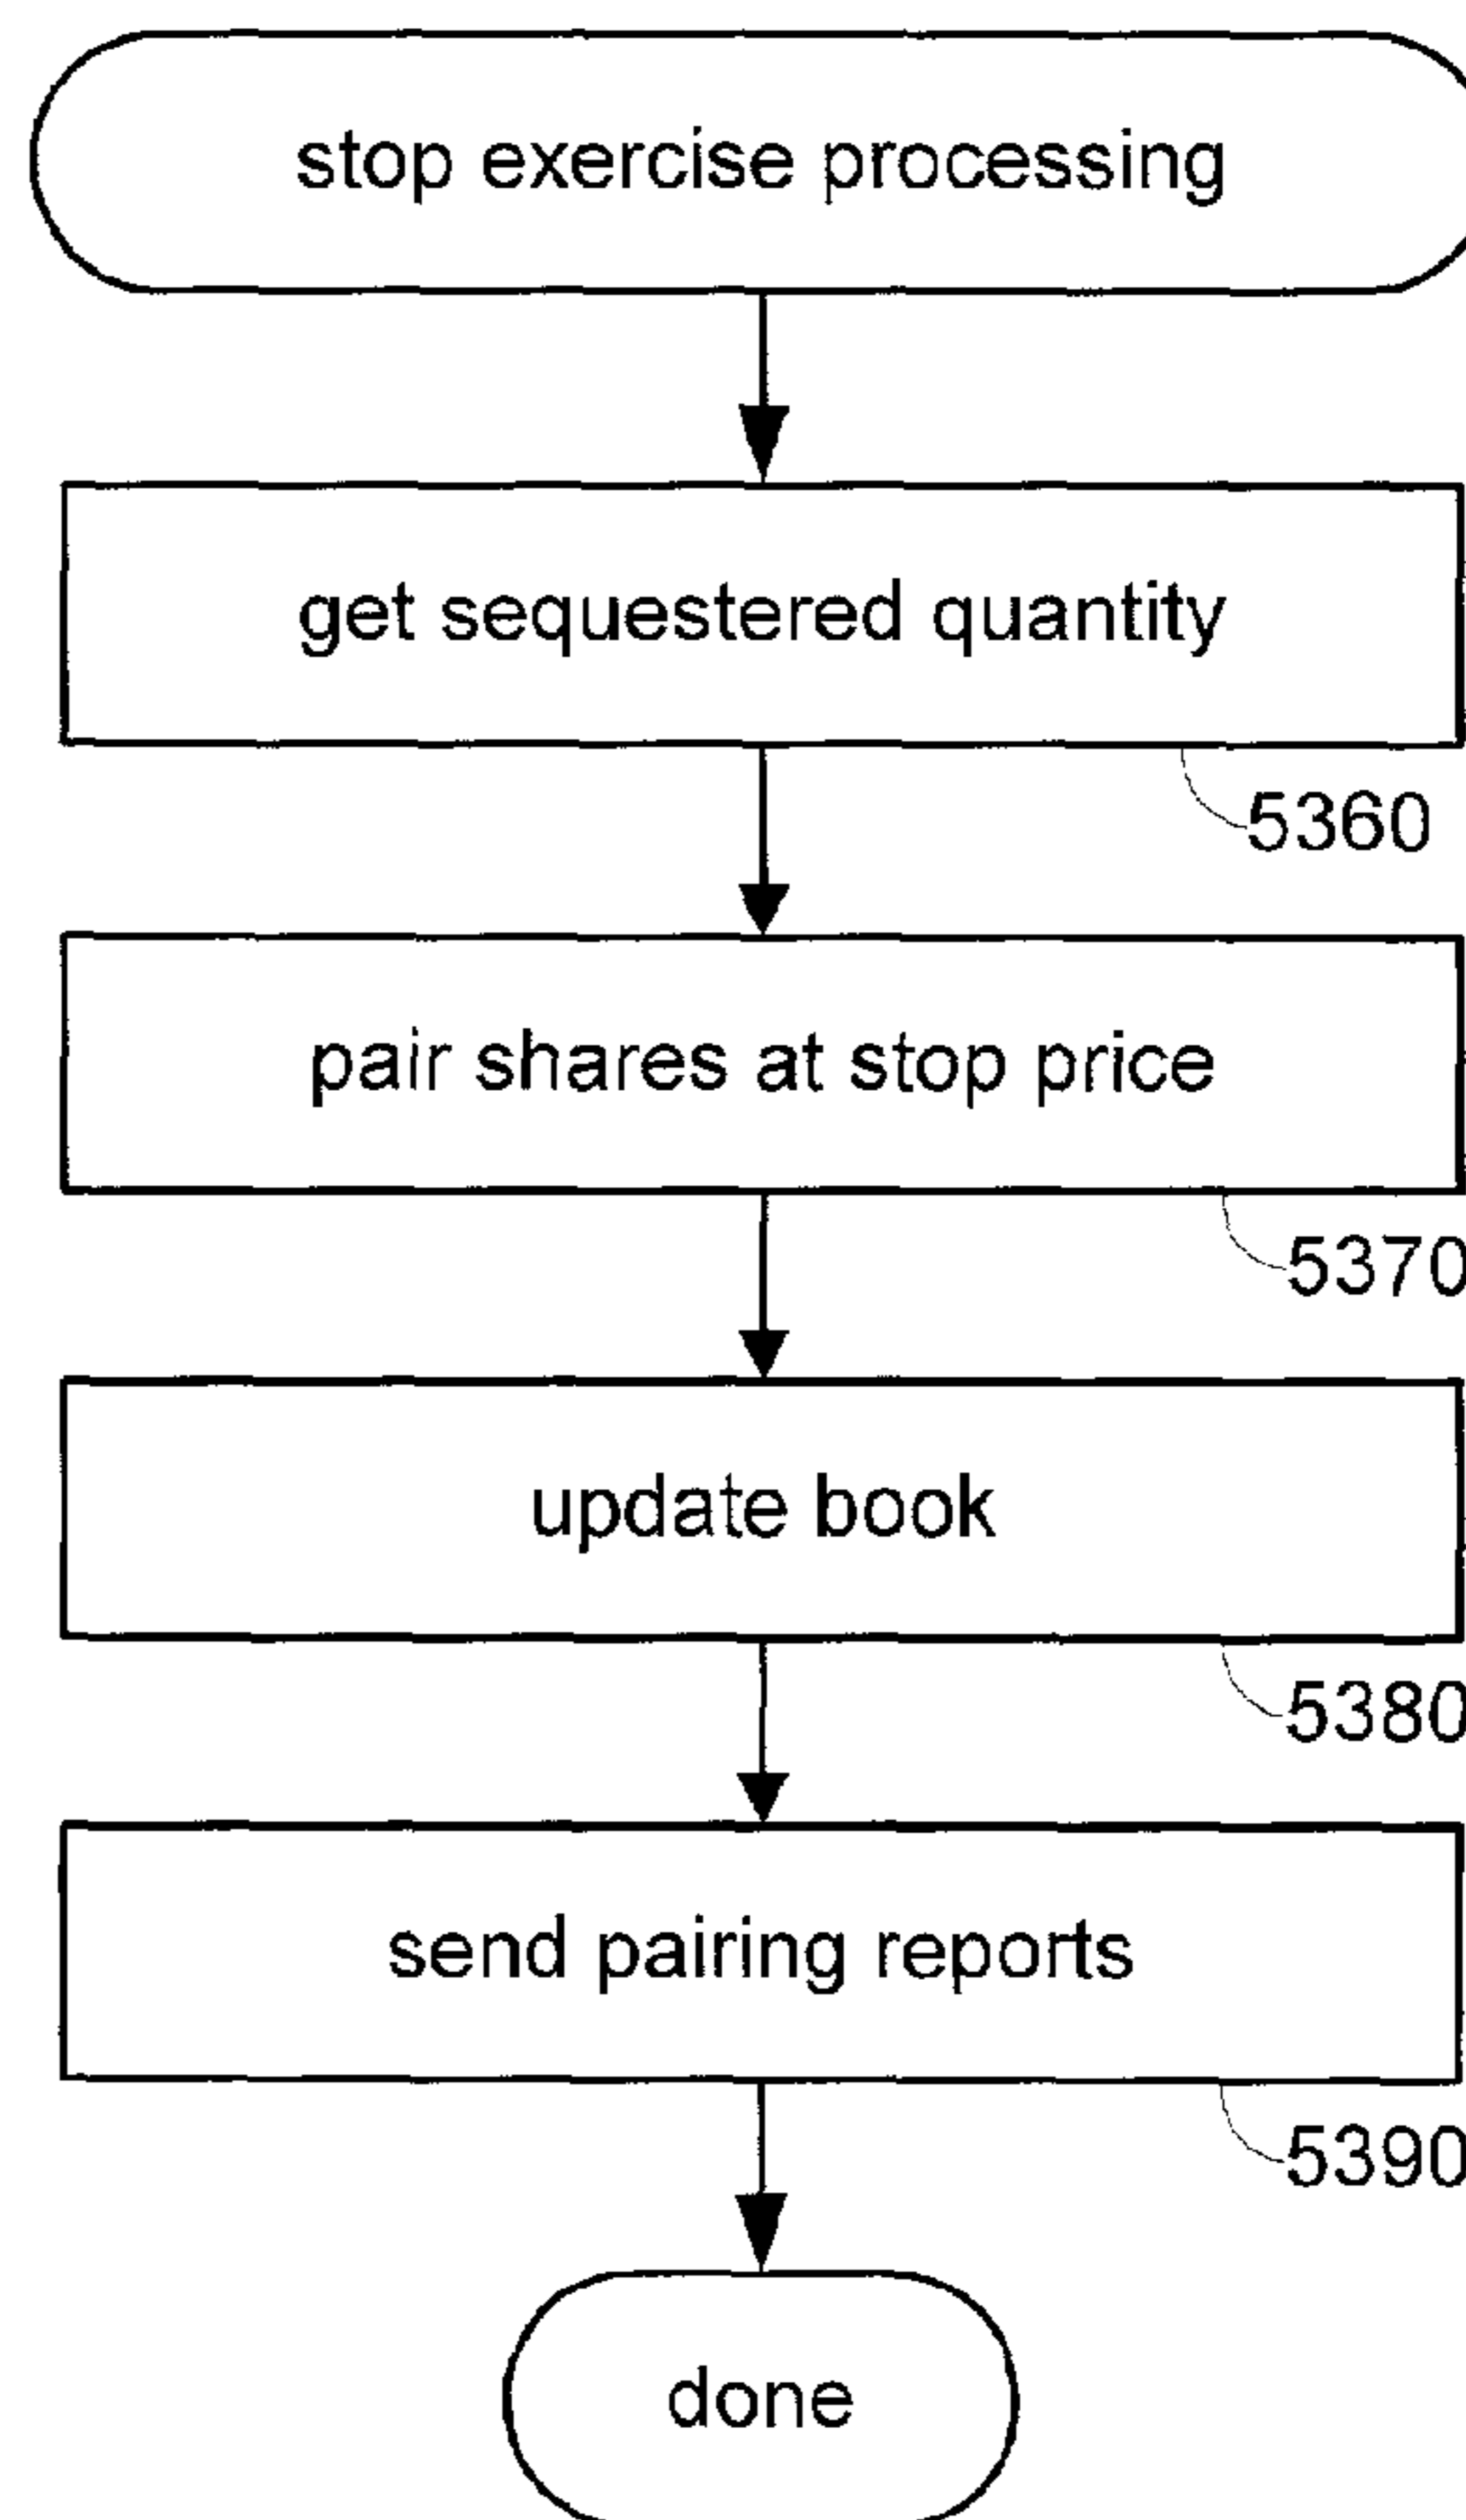 stop exercise processing
get sequestered quantity
5360
pair shares at stop price
5370
update book
5380
send pairing reports
5390
done